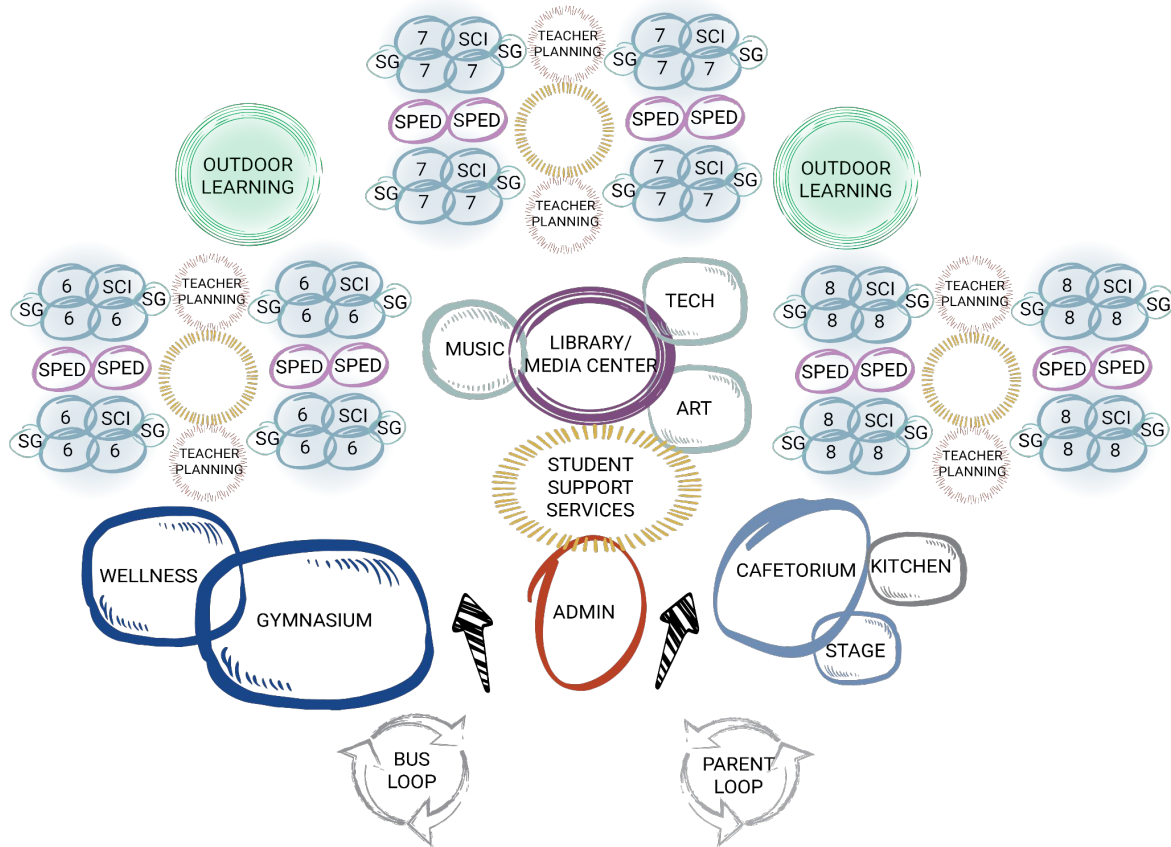 7 SCI
SG
7 7
SG
TEACHER
PLANNING
7 SCI
SG
7 7
SG
SPED SPED
SPED SPED
7 SCI
SG
7 7
SG
TEACHER
PLANNING
7 SCI
SG
7 7
SG
OUTDOOR
LEARNING
OUTDOOR
LEARNING
6 SCI
SG
6 6
SG
TEACHER
PLANNING
6 SCI
SG
6 6
SG
SPED SPED
SPED SPED
6 SCI
SG
6 6
SG
TEACHER
PLANNING
6 SCI
SG
6 6
SG
MUSIC
LIBRARY/
MEDIA CENTER
TECH
ART
8 SCI
SG
8 8
SG
TEACHER
PLANNING
8 SCI
SG
8 8
SG
SPED SPED
SPED SPED
8 SCI
SG
8 8
SG
TEACHER
PLANNING
8 SCI
SG
8 8
SG
STUDENT
SUPPORT
SERVICES
WELLNESS
GYMNASIUM
ADMIN
CAFETORIUM
KITCHEN
STAGE
BUS
LOOP
PARENT
LOOP